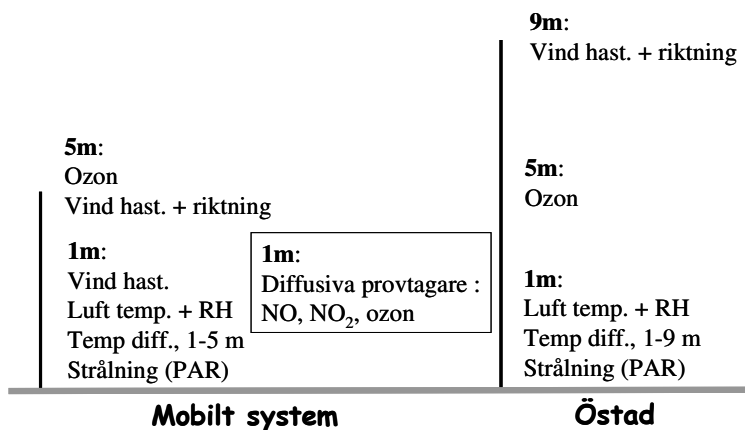 5m:
Ozon
Vind hast. + riktning
1m:
Vind hast.
Luft temp. + RH
Temp diff., 1-5 m
Strålning (PAR)
1m:
Diffusiva provtagare :
NO, NO₂, ozon
Mobilt system
9m:
Vind hast. + riktning
5m:
Ozon
1m:
Luft temp. + RH
Temp diff., 1-9 m
Strålning (PAR)
Östad